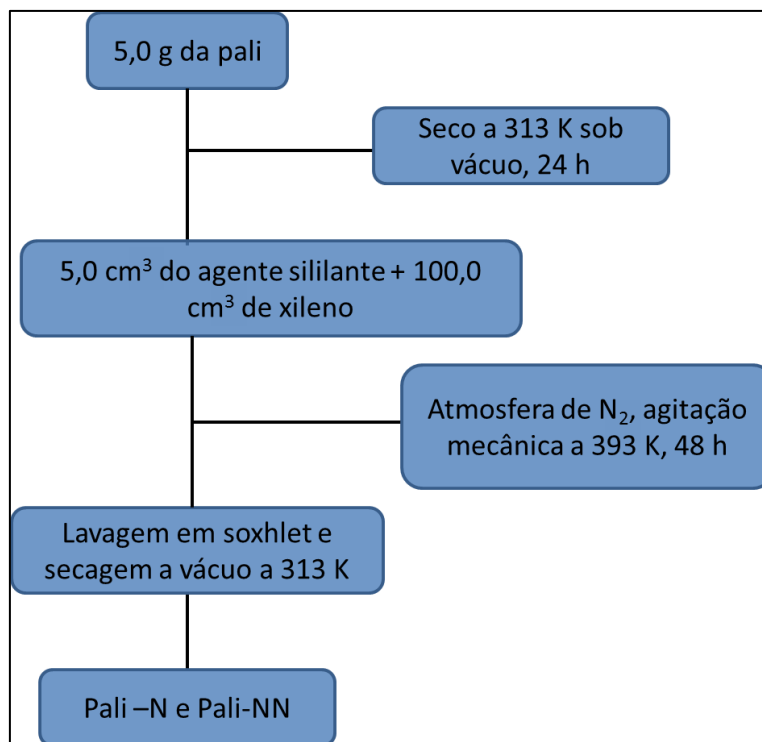 5,0 g da pali
Seco a 313 K sob
vácuo, 24 h
5,0 cm³ do agente sililante + 100,0
cm³ de xileno
Atmosfera de N₂, agitação
mecânica a 393 K, 48 h
Lavagem em soxhlet e
secagem a vácuo a 313 K
Pali –N e Pali-NN